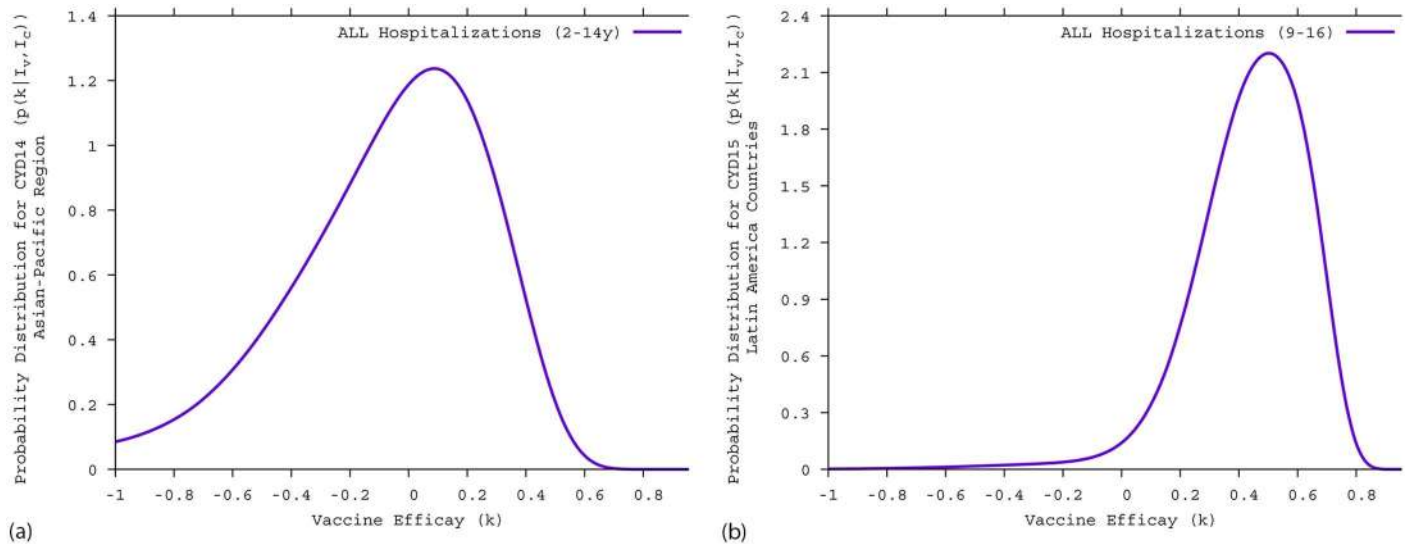 Probability Distribution for CYD14 (p(k|I_v,I_c))
Asian-Pacific Region
1.4
1.2
1
0.8
0.6
0.4
0.2
0
ALL Hospitalizations (2-14y)
-1 -0.8 -0.6 -0.4 -0.2 0 0.2 0.4 0.6 0.8
Vaccine Efficay (k)
(a)
Probability Distribution for CYD15 (p(k|I_v,I_c))
Latin America Countries
2.4
2.1
1.8
1.5
1.2
0.9
0.6
0.3
0
ALL Hospitalizations (9-16)
-1 -0.8 -0.6 -0.4 -0.2 0 0.2 0.4 0.6 0.8
Vaccine Efficay (k)
(b)